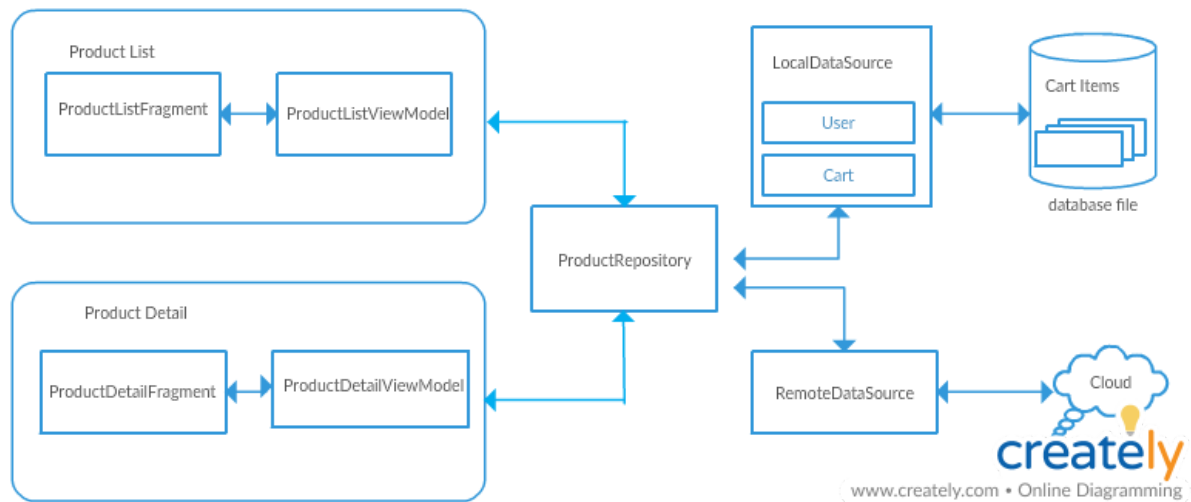 Product List
ProductListFragment
ProductListViewModel
LocalDataSource
User
Cart
Cart Items
database file
ProductRepository
Product Detail
ProductDetailFragment
ProductDetailViewModel
RemoteDataSource
Cloud
creately
www.creately.com • Online Diagramming